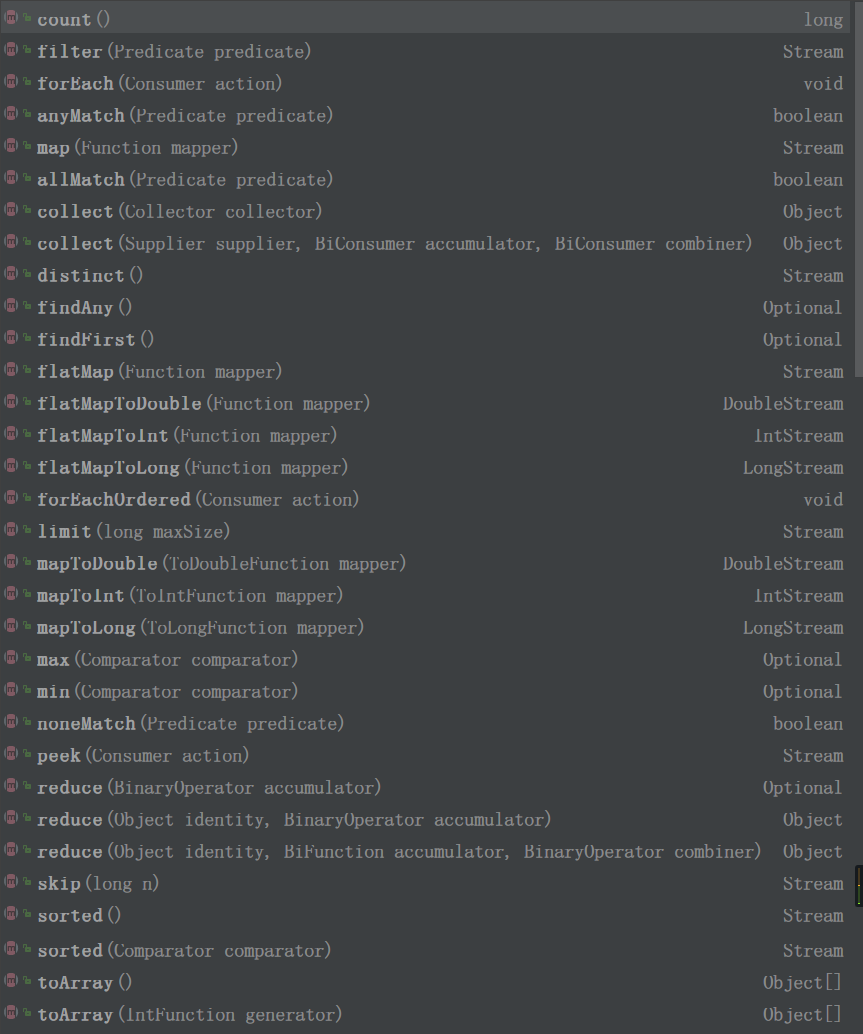 count() long
filter(Predicate predicate) Stream
forEach(Consumer action) void
anyMatch(Predicate predicate) boolean
map(Function mapper) Stream
allMatch(Predicate predicate) boolean
collect(Collector collector) Object
collect(Supplier supplier, BiConsumer accumulator, BiConsumer combiner) Object
distinct() Stream
findAny() Optional
findFirst() Optional
flatMap(Function mapper) Stream
flatMapToDouble(Function mapper) DoubleStream
flatMapToInt(Function mapper) IntStream
flatMapToLong(Function mapper) LongStream
forEachOrdered(Consumer action) void
limit(long maxSize) Stream
mapToDouble(ToDoubleFunction mapper) DoubleStream
mapToInt(ToIntFunction mapper) IntStream
mapToLong(ToLongFunction mapper) LongStream
max(Comparator comparator) Optional
min(Comparator comparator) Optional
noneMatch(Predicate predicate) boolean
peek(Consumer action) Stream
reduce(BinaryOperator accumulator) Optional
reduce(Object identity, BinaryOperator accumulator) Object
reduce(Object identity, BiFunction accumulator, BinaryOperator combiner) Object
skip(long n) Stream
sorted() Stream
sorted(Comparator comparator) Stream
toArray() Object[]
toArray(IntFunction generator) Object[]